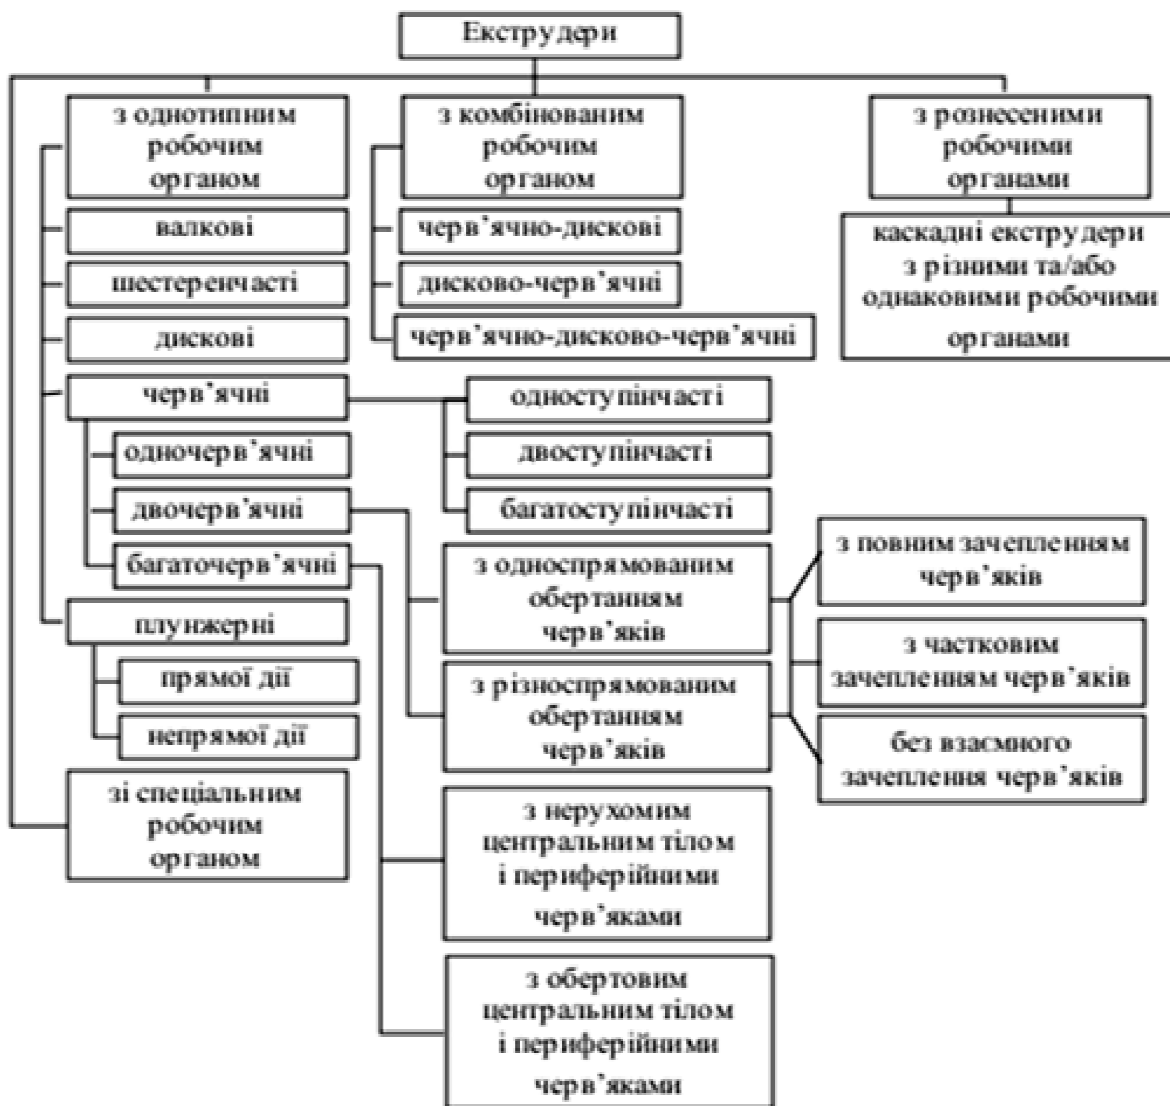 Екструдери
з однотипним
робочим
органом
з комбінованим
робочим
органом
з рознесеними
робочими
органами
валкові
шестеренчасті
дискові
черв’ячні
одночерв’ячні
двочерв’ячні
багаточерв’ячні
плунжерні
прямої дії
непрямої дії
зі спеціальним
робочим
органом
черв’ячно-дискові
дисково-черв’ячні
черв’ячно-дисково-черв’ячні
каскадні екструдери
з різними та/або
однаковими робочими
органами
одноступінчасті
двоступінчасті
багатоступінчасті
з односпрямованим
обертанням
черв’яків
з різноспрямованим
обертанням
черв’яків
з нерухомим
центральним тілом
і периферійними
черв’яками
з обертовим
центральним тілом
і периферійними
черв’яками
з повним зачепленням
черв’яків
з частковим
зачепленням черв’яків
без взаємного
зачеплення черв’яків